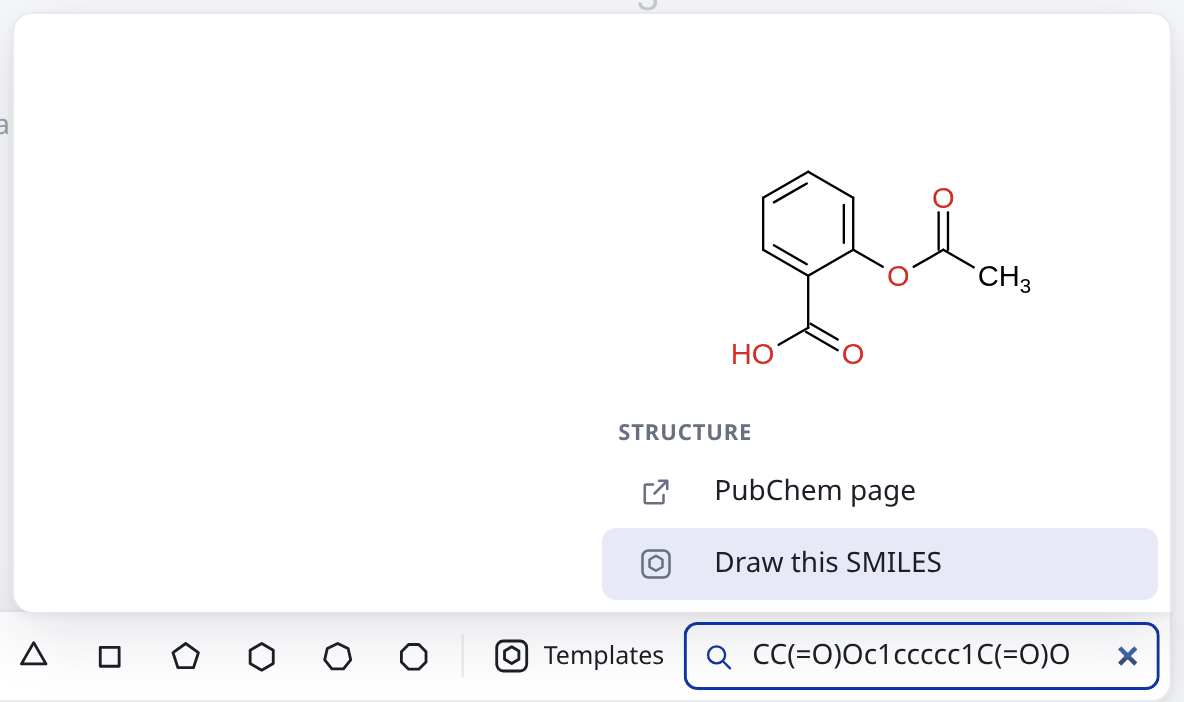 a
O
O
CH3
HO
O
STRUCTURE
PubChem page
Draw this SMILES
Templates
CC(=O)Oc1ccccc1C(=O)O